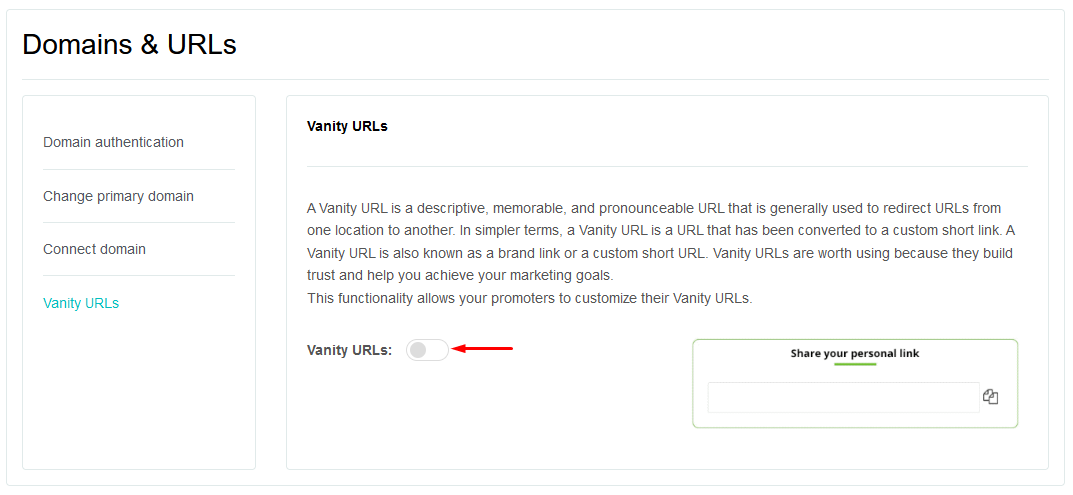 Domains & URLs
Domain authentication
Change primary domain
Connect domain
Vanity URLs
Vanity URLs
A Vanity URL is a descriptive, memorable, and pronounceable URL that is generally used to redirect URLs from
one location to another. In simpler terms, a Vanity URL is a URL that has been converted to a custom short link. A
Vanity URL is also known as a brand link or a custom short URL. Vanity URLs are worth using because they build
trust and help you achieve your marketing goals.
This functionality allows your promoters to customize their Vanity URLs.
Vanity URLs:
Share your personal link